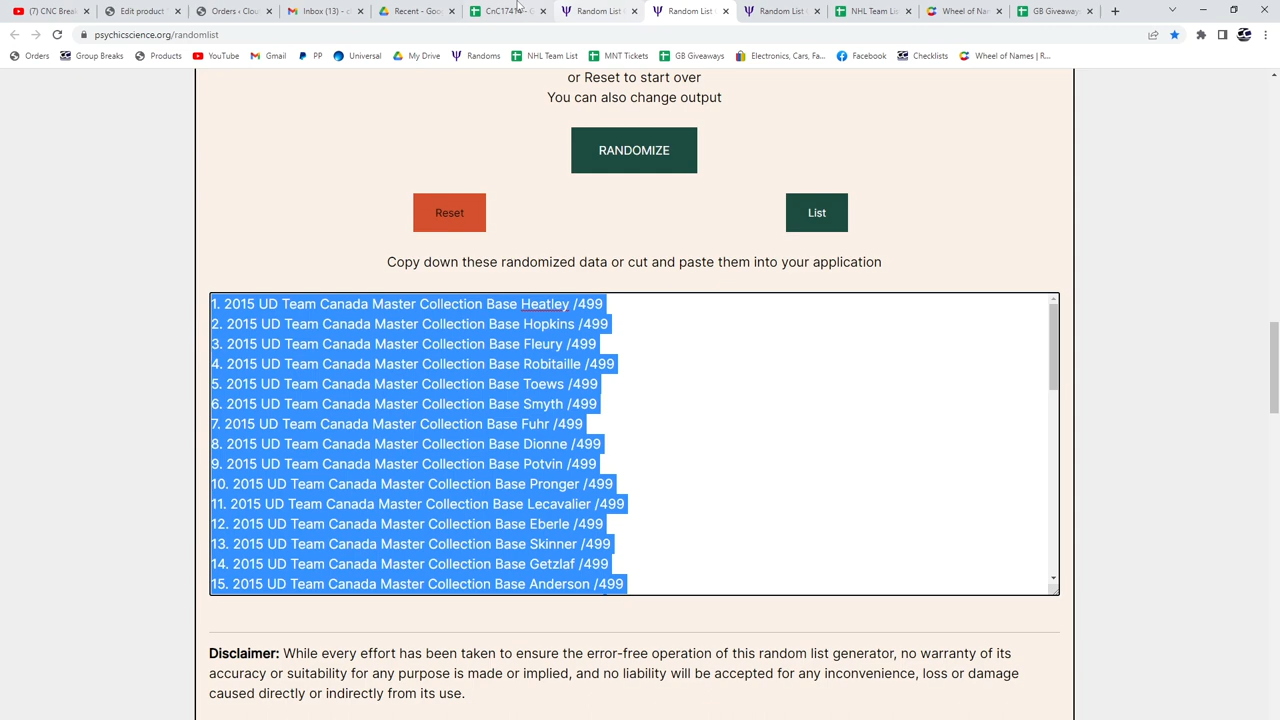 (7) CNC Break
Edit product
Orders ‹ Clou
Inbox (13) - cl
Recent - Goo
CnC1741
Random List
Random List
Random List
NHL Team Lis
Wheel of Nam
GB Giveaway
psychicscience.org/randomlist
Orders
Group Breaks
Products
YouTube
Gmail
PP
Universal
My Drive
Randoms
NHL Team List
MNT Tickets
GB Giveaways
Electronics, Cars, Fa...
Facebook
Checklists
Wheel of Names | R...
or Reset to start over
You can also change output
RANDOMIZE
Reset
List
Copy down these randomized data or cut and paste them into your application
1. 2015 UD Team Canada Master Collection Base Heatley /499
2. 2015 UD Team Canada Master Collection Base Hopkins /499
3. 2015 UD Team Canada Master Collection Base Fleury /499
4. 2015 UD Team Canada Master Collection Base Robitaille /499
5. 2015 UD Team Canada Master Collection Base Toews /499
6. 2015 UD Team Canada Master Collection Base Smyth /499
7. 2015 UD Team Canada Master Collection Base Fuhr /499
8. 2015 UD Team Canada Master Collection Base Dionne /499
9. 2015 UD Team Canada Master Collection Base Potvin /499
10. 2015 UD Team Canada Master Collection Base Pronger /499
11. 2015 UD Team Canada Master Collection Base Lecavalier /499
12. 2015 UD Team Canada Master Collection Base Eberle /499
13. 2015 UD Team Canada Master Collection Base Skinner /499
14. 2015 UD Team Canada Master Collection Base Getzlaf /499
15. 2015 UD Team Canada Master Collection Base Anderson /499
Disclaimer: While every effort has been taken to ensure the error-free operation of this random list generator, no warranty of its
accuracy or suitability for any purpose is made or implied, and no liability will be accepted for any inconvenience, loss or damage
caused directly or indirectly from its use.